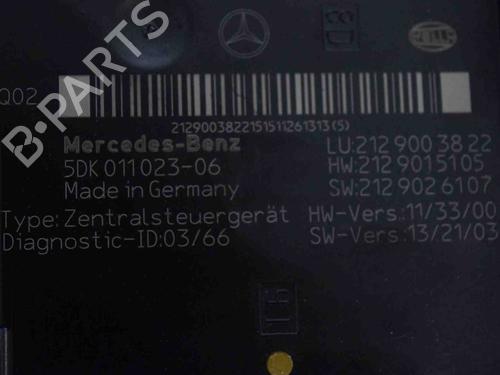 HELLA
Q02
2129003822151511261313(5)
Mercedes-Benz LU:212 900 38 22
5DK 011 023-06 HW:212 901 51 05
Made in Germany SW:212 902 61 07
Type: Zentralsteuergerät HW-Vers.:11/33/00
Diagnostic-ID:03/66 SW-Vers.:13/21/03
B-PARTS